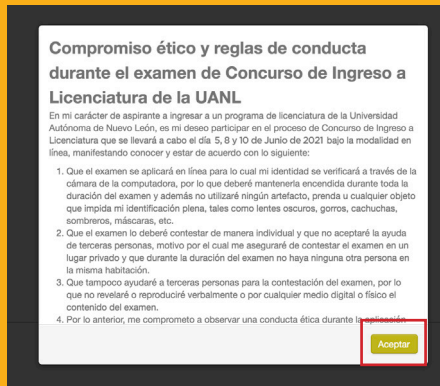 Compromiso ético y reglas de conducta
durante el examen de Concurso de Ingreso a
Licenciatura de la UANL
En mi carácter de aspirante a ingresar a un programa de licenciatura de la Universidad
Autónoma de Nuevo León, es mi deseo participar en el proceso de Concurso de Ingreso a
Licenciatura que se llevará a cabo el día 5, 8 y 10 de Junio de 2021 bajo la modalidad en
línea, manifestando conocer y estar de acuerdo con lo siguiente:
1. Que el examen se aplicará en línea para lo cual mi identidad se verificará a través de la
cámara de la computadora, por lo que deberé mantenerla encendida durante toda la
duración del examen y además no utilizaré ningún artefacto, prenda u cualquier objeto
que impida mi identificación plena, tales como lentes oscuros, gorros, cachuchas,
sombreros, máscaras, etc.
2. Que el examen lo deberé contestar de manera individual y que no aceptaré la ayuda
de terceras personas, motivo por el cual me aseguraré de contestar el examen en un
lugar privado y que durante la duración del examen no haya ninguna otra persona en
la misma habitación.
3. Que tampoco ayudaré a terceras personas para la contestación del examen, por lo
que no revelaré o reproduciré verbalmente o por cualquier medio digital o físico el
contenido del examen.
4. Por lo anterior, me comprometo a observar una conducta ética durante la aplicación
Aceptar